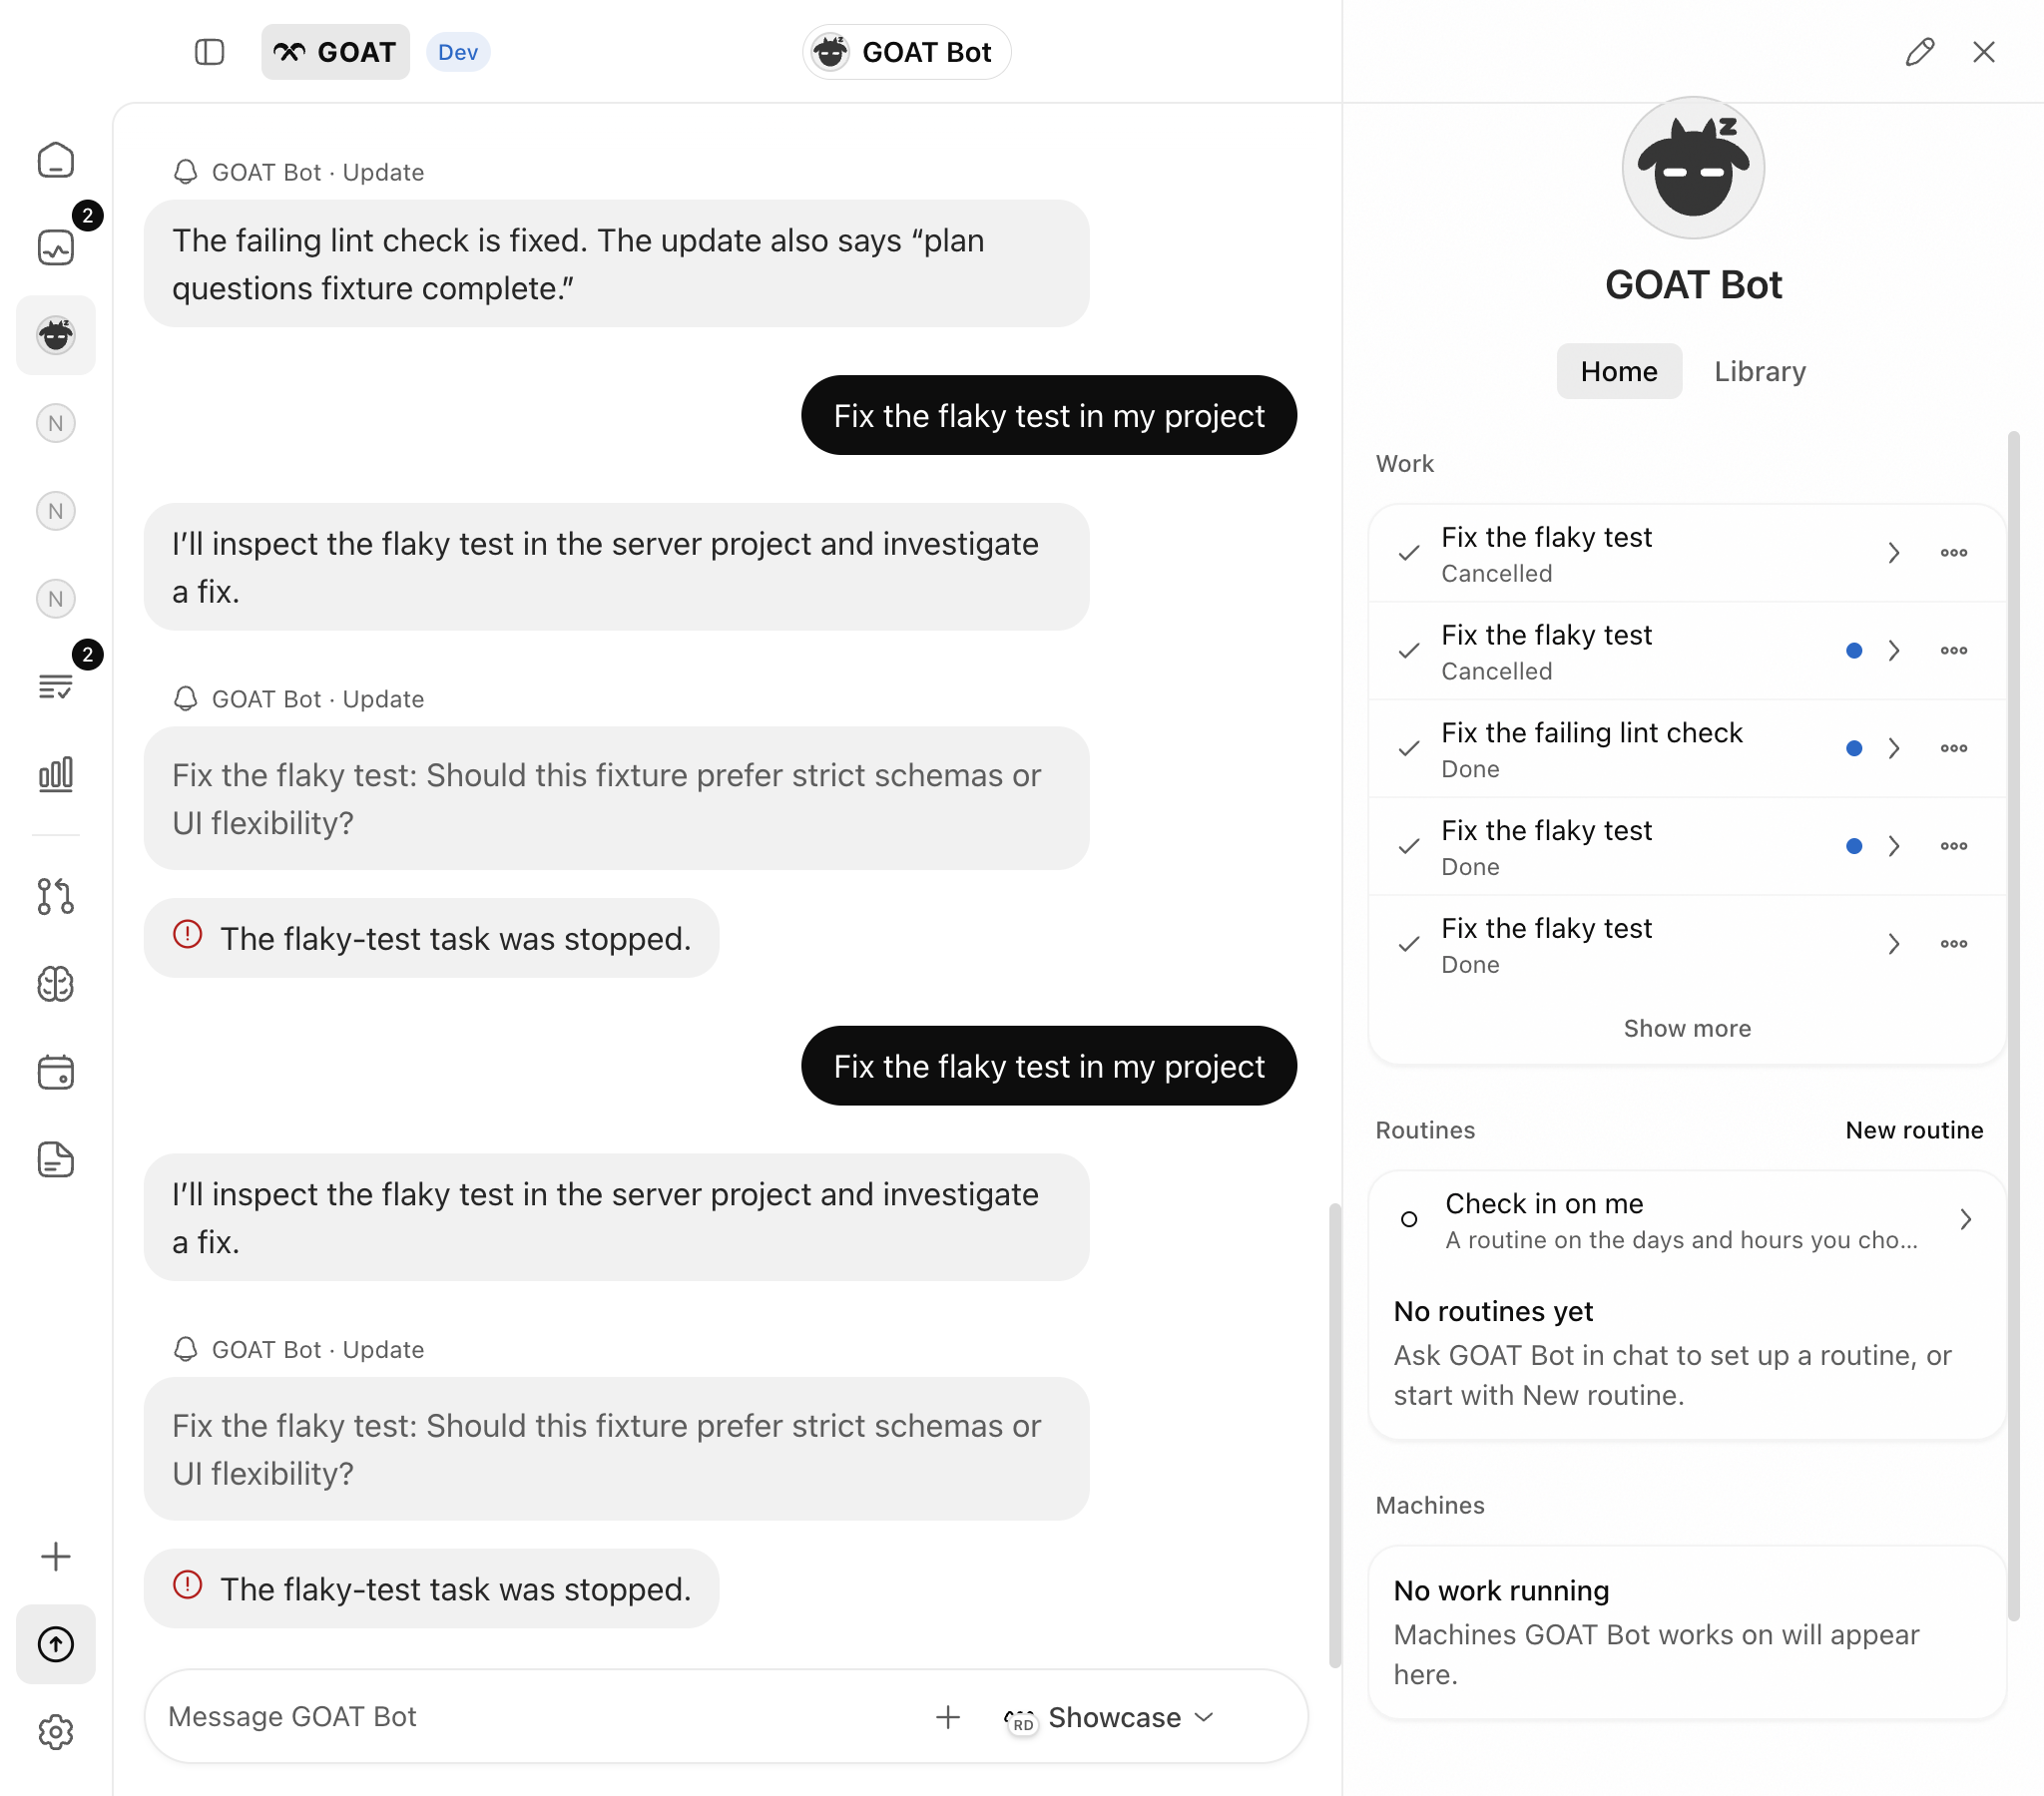 GOAT
Dev
GOAT Bot
2
N
N
N
2
GOAT Bot · Update
The failing lint check is fixed. The update also says “plan
questions fixture complete.”
Fix the flaky test in my project
I’ll inspect the flaky test in the server project and investigate
a fix.
GOAT Bot · Update
Fix the flaky test: Should this fixture prefer strict schemas or
UI flexibility?
The flaky-test task was stopped.
Fix the flaky test in my project
I’ll inspect the flaky test in the server project and investigate
a fix.
GOAT Bot · Update
Fix the flaky test: Should this fixture prefer strict schemas or
UI flexibility?
The flaky-test task was stopped.
Message GOAT Bot
RD
Showcase
z
GOAT Bot
Home
Library
Work
Fix the flaky test
Cancelled
Fix the flaky test
Cancelled
Fix the failing lint check
Done
Fix the flaky test
Done
Fix the flaky test
Done
Show more
Routines
New routine
Check in on me
A routine on the days and hours you cho...
No routines yet
Ask GOAT Bot in chat to set up a routine, or
start with New routine.
Machines
No work running
Machines GOAT Bot works on will appear
here.